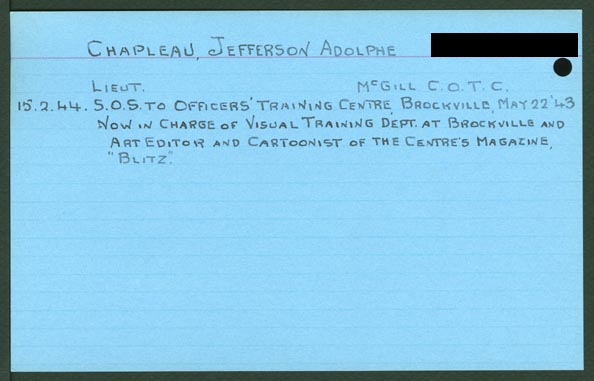 CHAPLEAU, JEFFERSON ADOLPHE
LIEUT. McGILL C.O.T.C.
15.2.44. S.O.S. TO OFFICERS' TRAINING CENTRE BROCKVILLE, MAY 22 '43
NOW IN CHARGE OF VISUAL TRAINING DEPT. AT BROCKVILLE AND
ART EDITOR AND CARTOONIST OF THE CENTRE'S MAGAZINE,
"BLITZ".